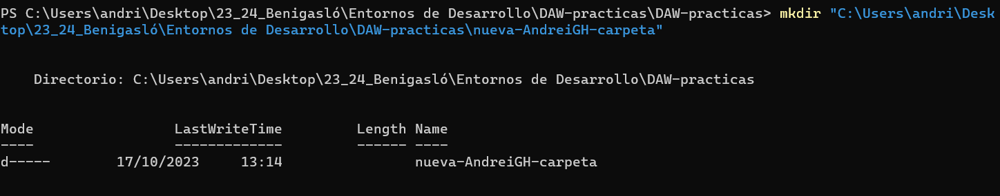 PS C:\Users\andri\Desktop\23_24_Benigasló\Entornos de Desarrollo\DAW-practicas\DAW-practicas> mkdir "C:\Users\andri\Desk
top\23_24_Benigasló\Entornos de Desarrollo\DAW-practicas\nueva-AndreiGH-carpeta"
Directorio: C:\Users\andri\Desktop\23_24_Benigasló\Entornos de Desarrollo\DAW-practicas
Mode                 LastWriteTime         Length Name
----                 -------------         ------ ----
d-----        17/10/2023     13:14                nueva-AndreiGH-carpeta